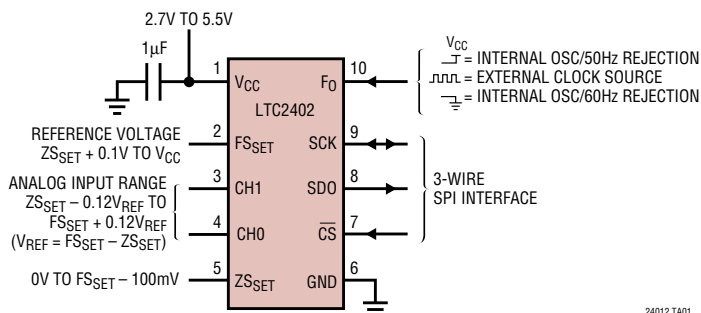 2.7V TO 5.5V
1µF
1
VCC
LTC2402
FO
10
VCC
= INTERNAL OSC/50Hz REJECTION
= EXTERNAL CLOCK SOURCE
= INTERNAL OSC/60Hz REJECTION
REFERENCE VOLTAGE
ZSSET + 0.1V TO VCC
2
FSSET
SCK
9
ANALOG INPUT RANGE
ZSSET – 0.12VREF TO
FSSET + 0.12VREF
(VREF = FSSET – ZSSET)
3
CH1
SDO
8
3-WIRE
SPI INTERFACE
4
CH0
CS
7
0V TO FSSET – 100mV
5
ZSSET
GND
6
24012 TA01